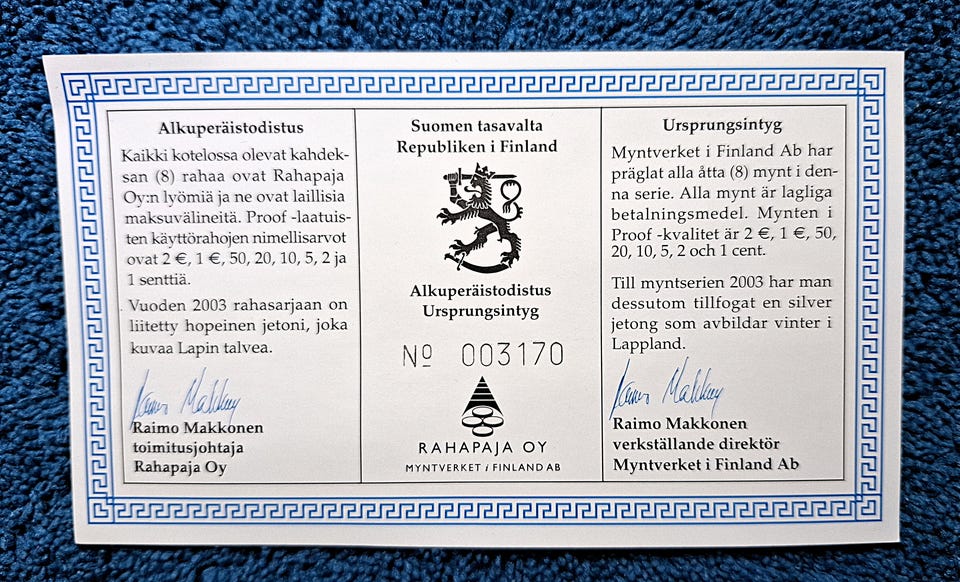 Alkuperäistodistus
Kaikki kotelossa olevat kahdek-
san (8) rahaa ovat Rahapaja
Oy:n lyömiä ja ne ovat laillisia
maksuvälineitä. Proof -laatuis-
ten käyttörahojen nimellisarvot
ovat 2 €, 1 €, 50, 20, 10, 5, 2 ja
1 senttiä.
Vuoden 2003 rahasarjaan on
liitetty hopeinen jetoni, joka
kuvaa Lapin talvea.
Raimo Makkonen
Raimo Makkonen
toimitusjohtaja
Rahapaja Oy
Suomen tasavalta
Republiken i Finland
Alkuperäistodistus
Ursprungsintyg
Nº 003170
RAHAPAJA OY
MYNTVERKET i FINLAND AB
Ursprungsintyg
Myntverket i Finland Ab har
präglat alla åtta (8) mynt i den-
na serie. Alla mynt är lagliga
betalningsmedel. Mynten i
Proof -kvalitet är 2 €, 1 €, 50,
20, 10, 5, 2 och 1 cent.
Till myntserien 2003 har man
dessutom tillfogat en silver
jetong som avbildar vinter i
Lappland.
Raimo Makkonen
Raimo Makkonen
verkställande direktör
Myntverket i Finland Ab